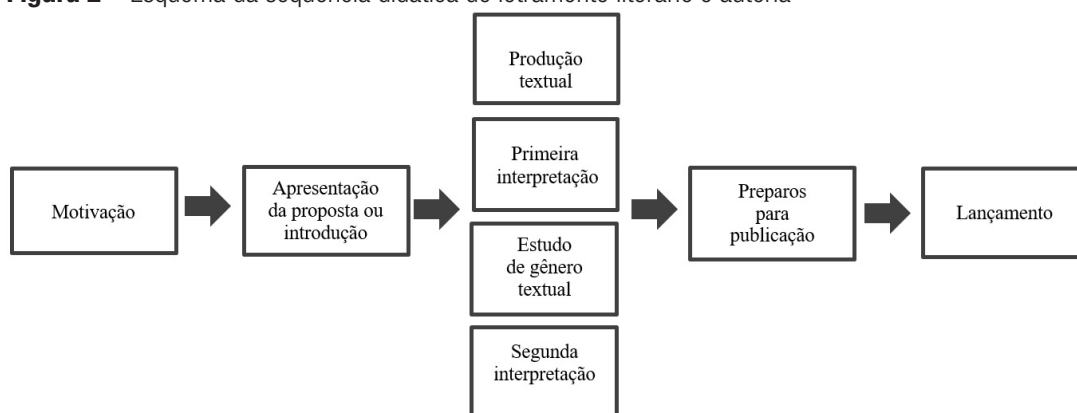 Figura 2 – Esquema da sequência didática de letramento literário e autoria
Motivação
Apresentação
da proposta ou
introdução
Produção
textual
Primeira
interpretação
Estudo
de gênero
textual
Segunda
interpretação
Preparos
para
publicação
Lançamento